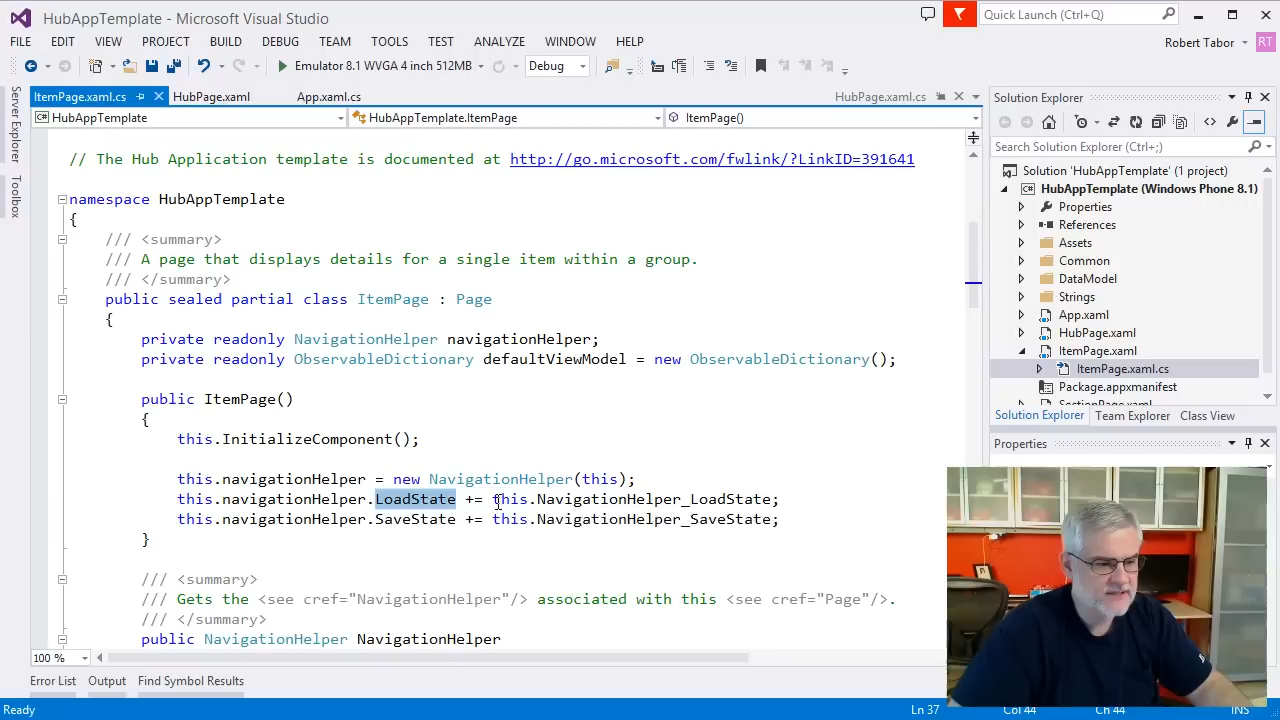 HubAppTemplate - Microsoft Visual Studio
Quick Launch (Ctrl+Q)
FILE EDIT VIEW PROJECT BUILD DEBUG TEAM TOOLS TEST ANALYZE WINDOW HELP
Robert Tabor RT
Emulator 8.1 WVGA 4 inch 512MB Debug
Server Explorer
Toolbox
ItemPage.xaml.cs HubPage.xaml App.xaml.cs HubPage.xaml.cs
HubAppTemplate HubAppTemplate.ItemPage ItemPage()
// The Hub Application template is documented at http://go.microsoft.com/fwlink/?LinkID=391641
namespace HubAppTemplate
{
/// <summary>
/// A page that displays details for a single item within a group.
/// </summary>
public sealed partial class ItemPage : Page
{
private readonly NavigationHelper navigationHelper;
private readonly ObservableDictionary defaultViewModel = new ObservableDictionary();
public ItemPage()
{
this.InitializeComponent();
this.navigationHelper = new NavigationHelper(this);
this.navigationHelper.LoadState += this.NavigationHelper_LoadState;
this.navigationHelper.SaveState += this.NavigationHelper_SaveState;
}
/// <summary>
/// Gets the <see cref="NavigationHelper"/> associated with this <see cref="Page"/>.
/// </summary>
public NavigationHelper NavigationHelper
100 %
Error List Output Find Symbol Results
Solution Explorer
Search Solution Explorer (Ctrl+;)
Solution 'HubAppTemplate' (1 project)
HubAppTemplate (Windows Phone 8.1)
Properties
References
Assets
Common
DataModel
Strings
App.xaml
HubPage.xaml
ItemPage.xaml
ItemPage.xaml.cs
Package.appxmanifest
SectionPage.xaml
Solution Explorer Team Explorer Class View
Properties
Ready Ln 37 Col 44 Ch 44 INS